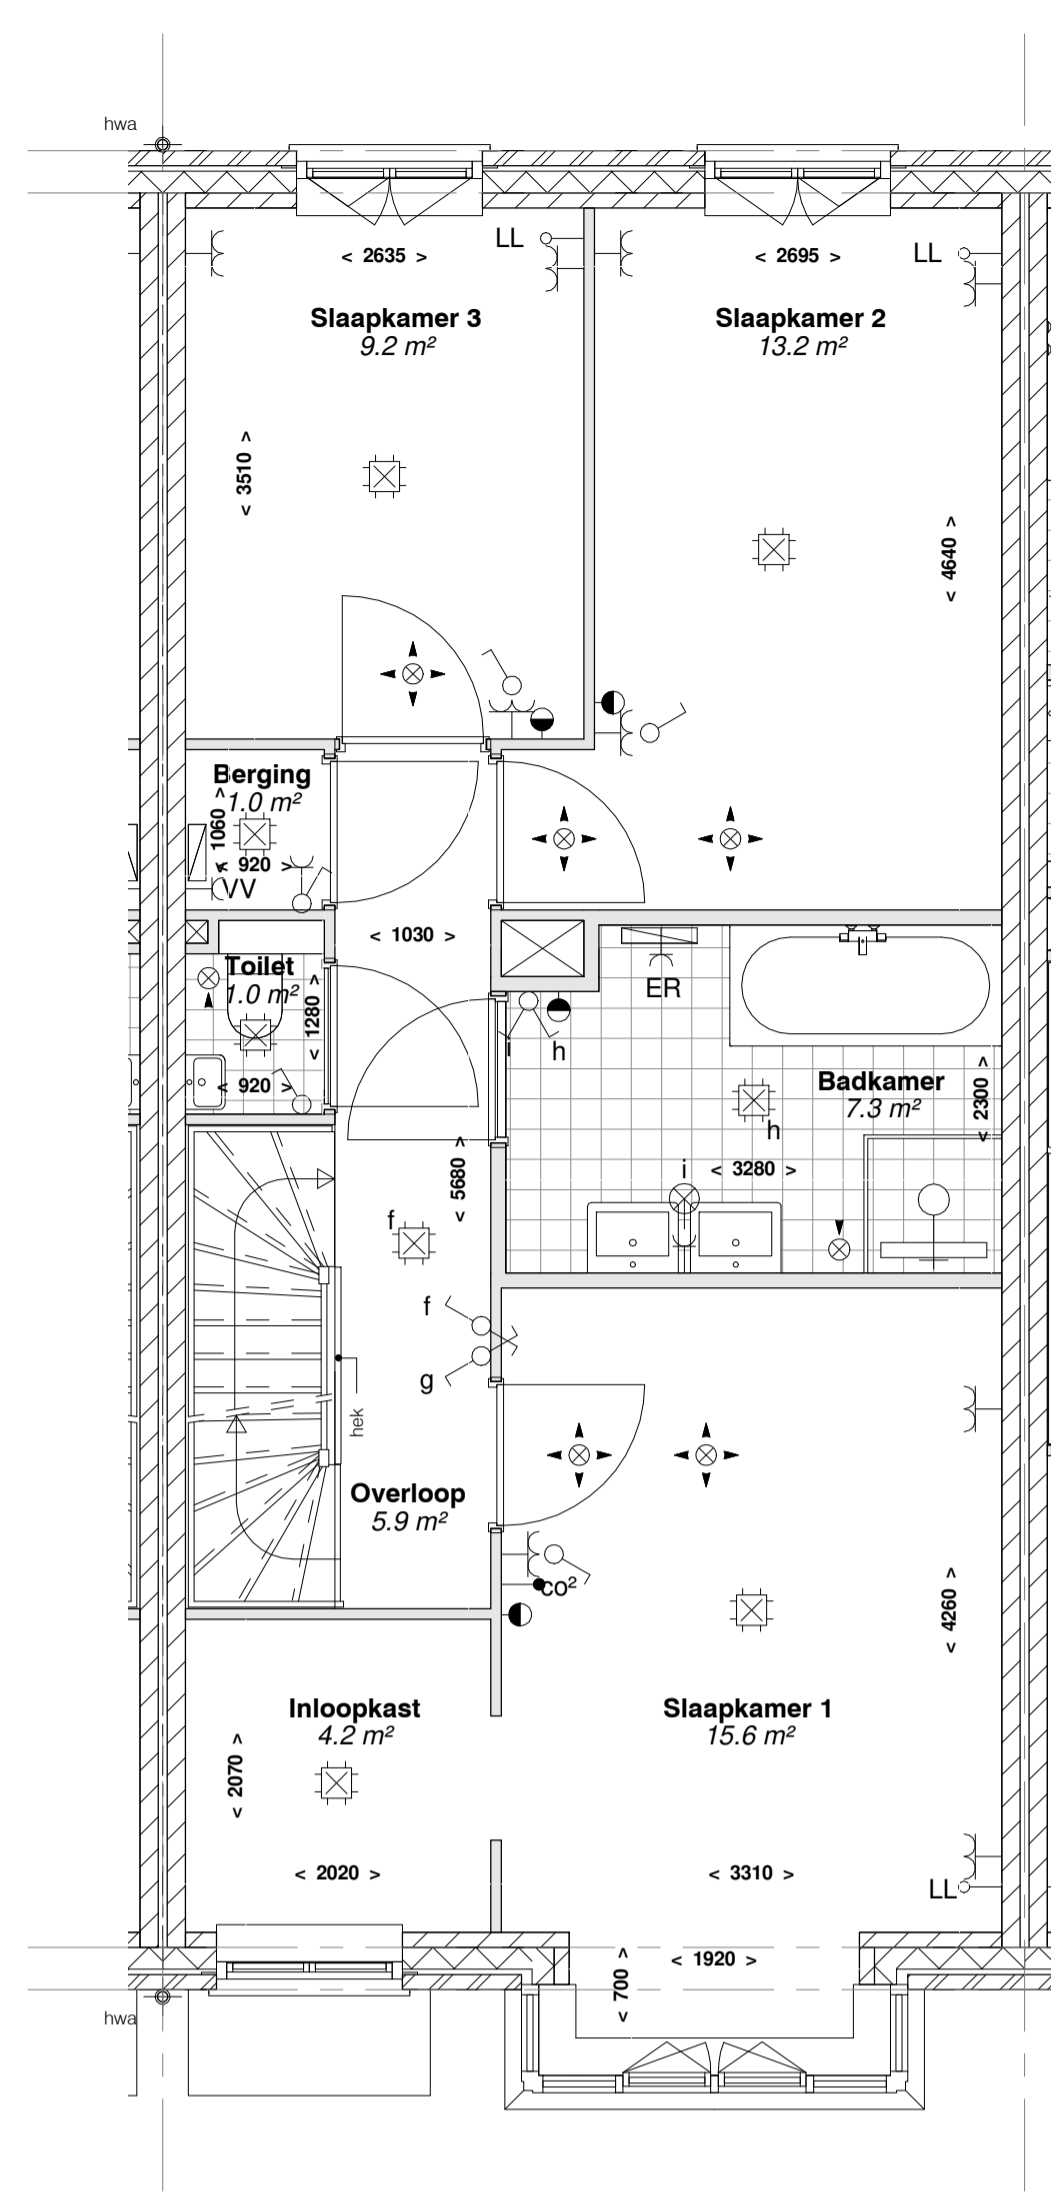 hwa
LL
< 2635 >
< 2695 >
LL
Slaapkamer 3
9.2 m²
Slaapkamer 2
13.2 m²
< 3510 >
< 4640 >
Berging
1.0 m²
< 1060 >
< 920 >
VV
< 1030 >
Toilet
1.0 m²
< 1280 >
< 920 >
ER
i
h
Badkamer
7.3 m²
< 2300 >
h
i
< 3280 >
< 5680 >
f
f
g
hek
Overloop
5.9 m²
co²
< 4260 >
Inloopkast
4.2 m²
Slaapkamer 1
15.6 m²
< 2070 >
< 2020 >
< 3310 >
LL
< 1920 >
< 700 >
hwa